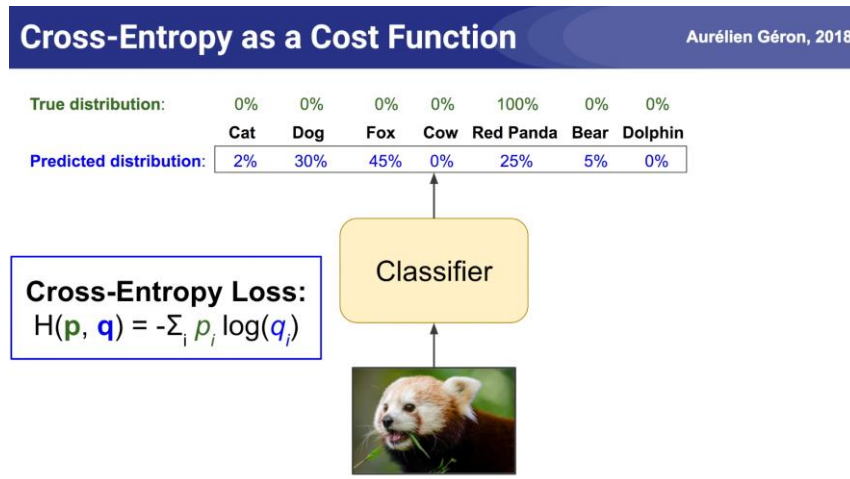 Cross-Entropy as a Cost Function
Aurélien Géron, 2018
True distribution: 0% 0% 0% 0% 100% 0% 0%
Cat Dog Fox Cow Red Panda Bear Dolphin
Predicted distribution: 2% 30% 45% 0% 25% 5% 0%
Classifier
Cross-Entropy Loss:
H(p, q) = -Σᵢ pᵢ log(qᵢ)